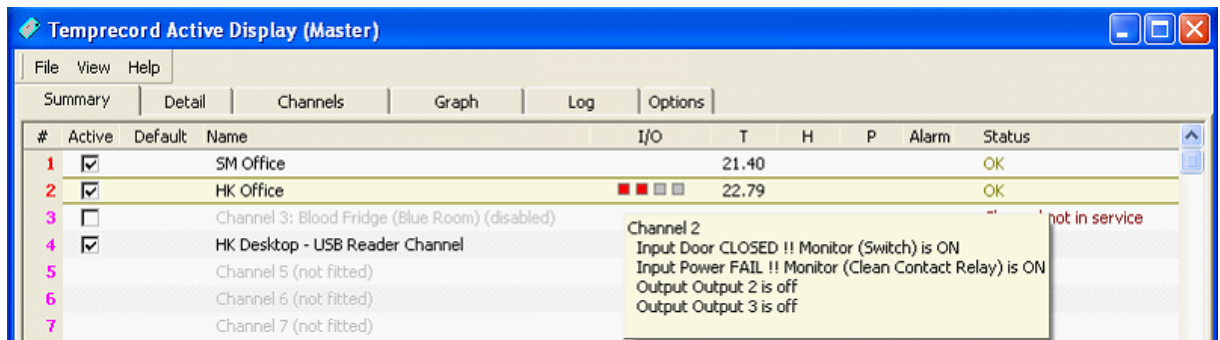 Temprecord Active Display (Master)
File View Help
Summary Detail Channels Graph Log Options
# Active Default Name I/O T H P Alarm Status
1 SM Office 21.40 OK
2 HK Office 22.79 OK
3 Channel 3: Blood Fridge (Blue Room) (disabled) not in service
4 HK Desktop - USB Reader Channel
5 Channel 5 (not fitted)
6 Channel 6 (not fitted)
7 Channel 7 (not fitted)
Channel 2
Input Door CLOSED !! Monitor (Switch) is ON
Input Power FAIL !! Monitor (Clean Contact Relay) is ON
Output Output 2 is off
Output Output 3 is off